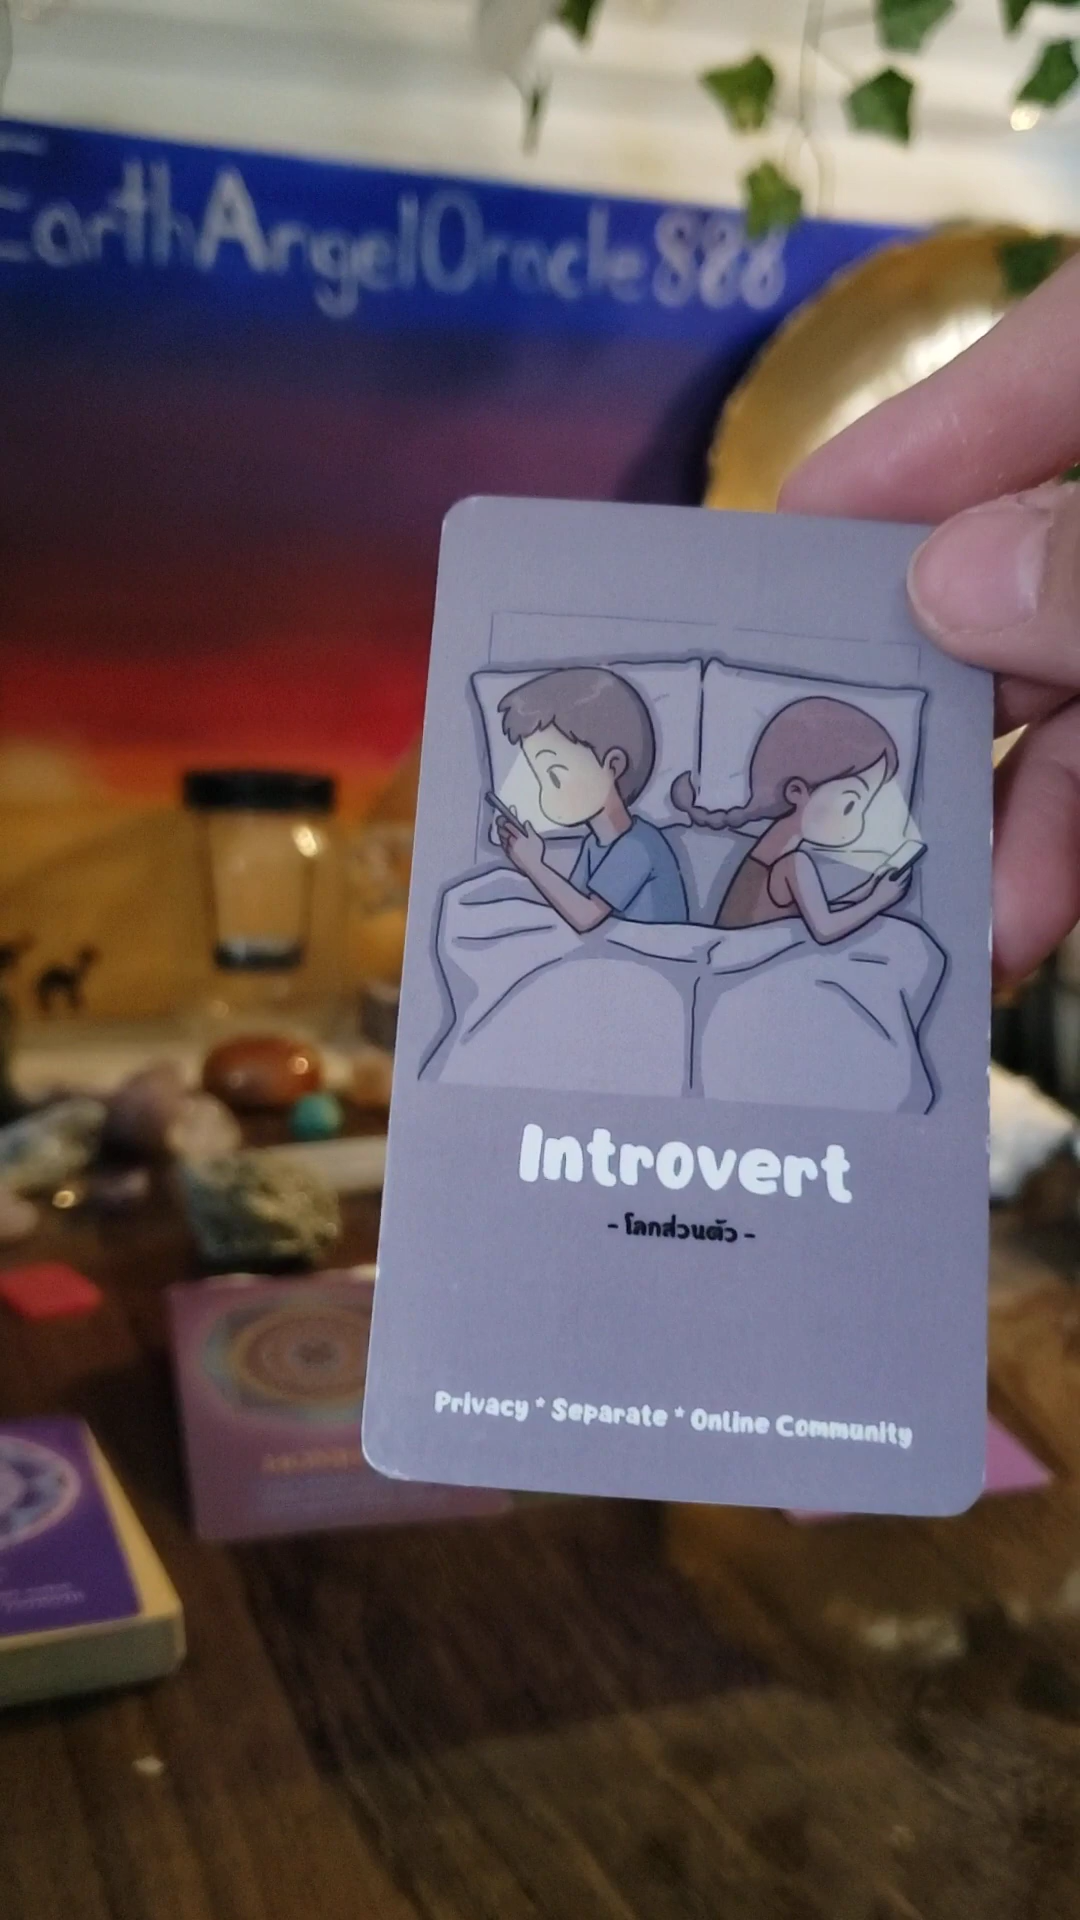 EarthAngelOracle888
Introvert
- โลกส่วนตัว -
Privacy * Separate * Online Community